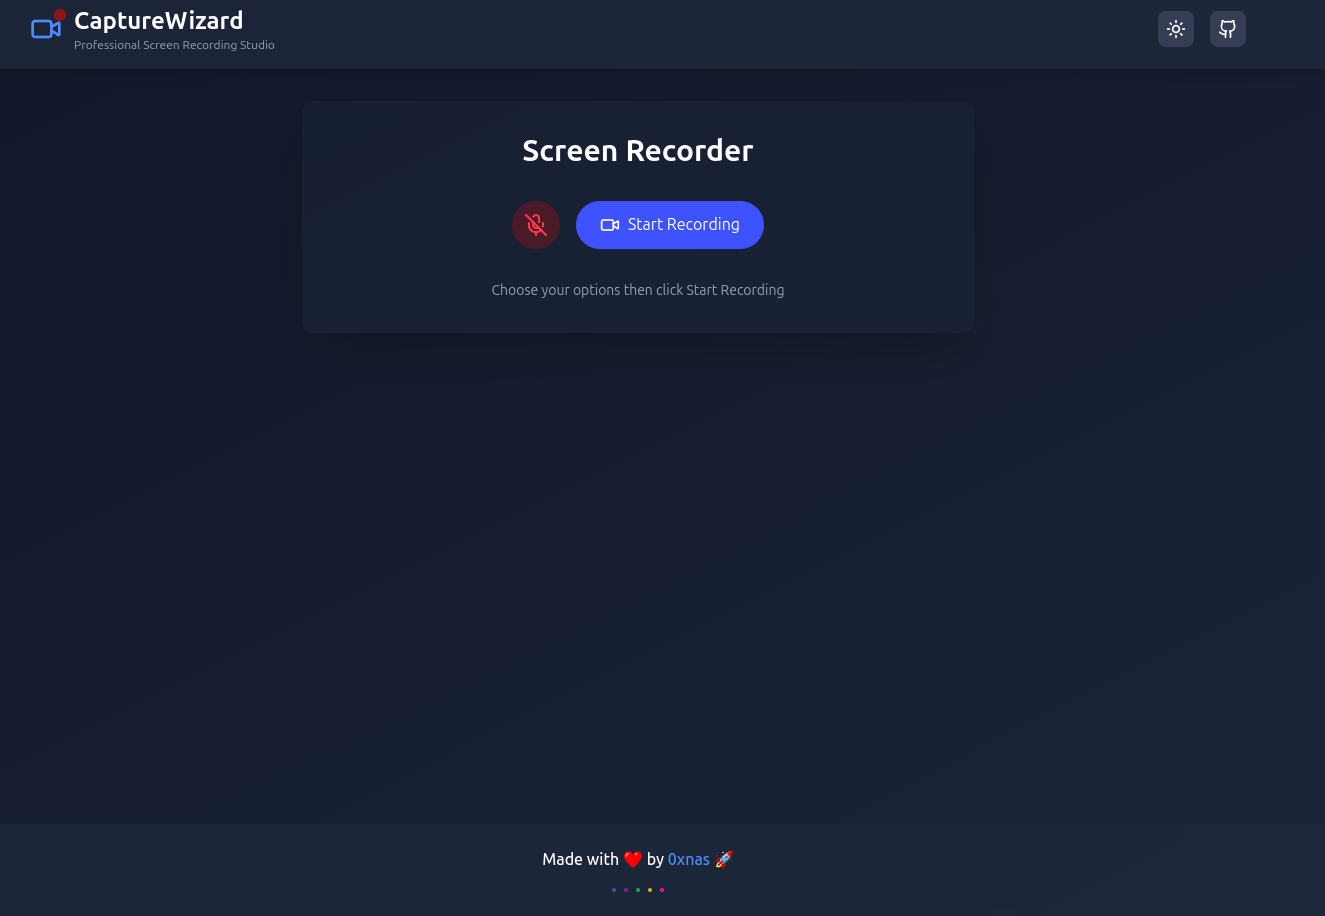 CaptureWizard
Professional Screen Recording Studio
Screen Recorder
Start Recording
Choose your options then click Start Recording
Made with ❤️ by 0xnas 🚀